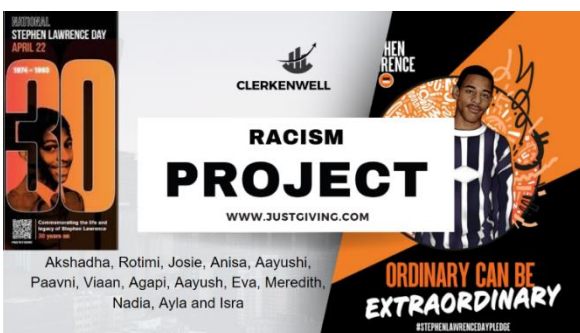 NATIONAL
STEPHEN LAWRENCE DAY
APRIL 22
1974 – 1993
30
Commemorating the life and
legacy of Stephen Lawrence
30 years on
CLERKENWELL
RACISM
PROJECT
WWW.JUSTGIVING.COM
Akshadha, Rotimi, Josie, Anisa, Aayushi,
Paavni, Viaan, Agapi, Aayush, Eva, Meredith,
Nadia, Ayla and Isra
HEN
RENCE
ORDINARY CAN BE
EXTRAORDINARY
#STEPHENLAWRENCEDAYPLEDGE